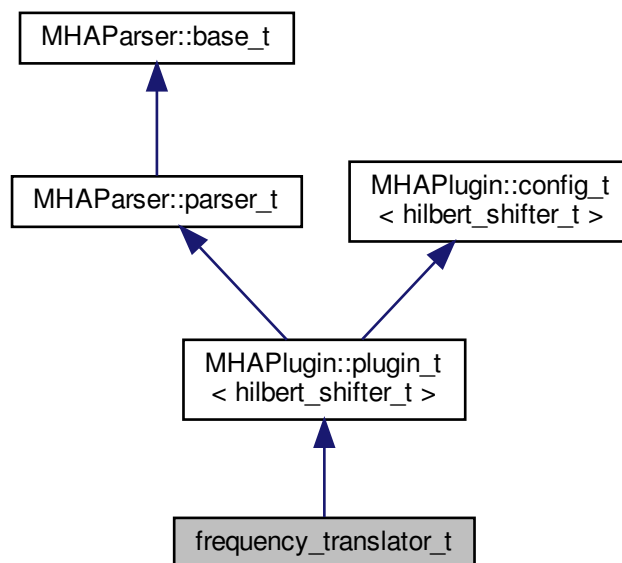 MHAParser::base_t
MHAParser::parser_t
MHAPlugin::config_t
< hilbert_shifter_t >
MHAPlugin::plugin_t
< hilbert_shifter_t >
frequency_translator_t